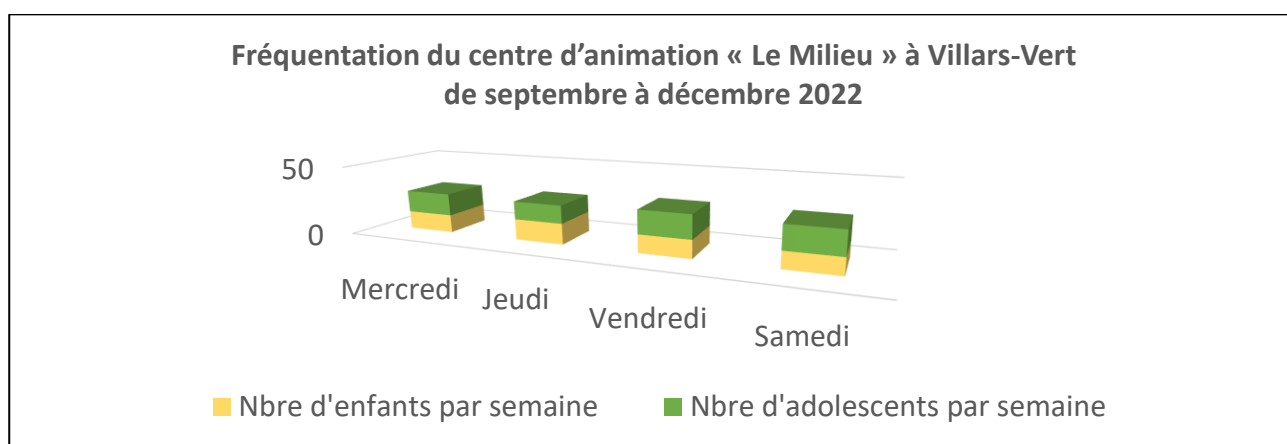 Fréquentation du centre d’animation « Le Milieu » à Villars-Vert
de septembre à décembre 2022
50
0
Mercredi
Jeudi
Vendredi
Samedi
Nbre d'enfants par semaine
Nbre d'adolescents par semaine